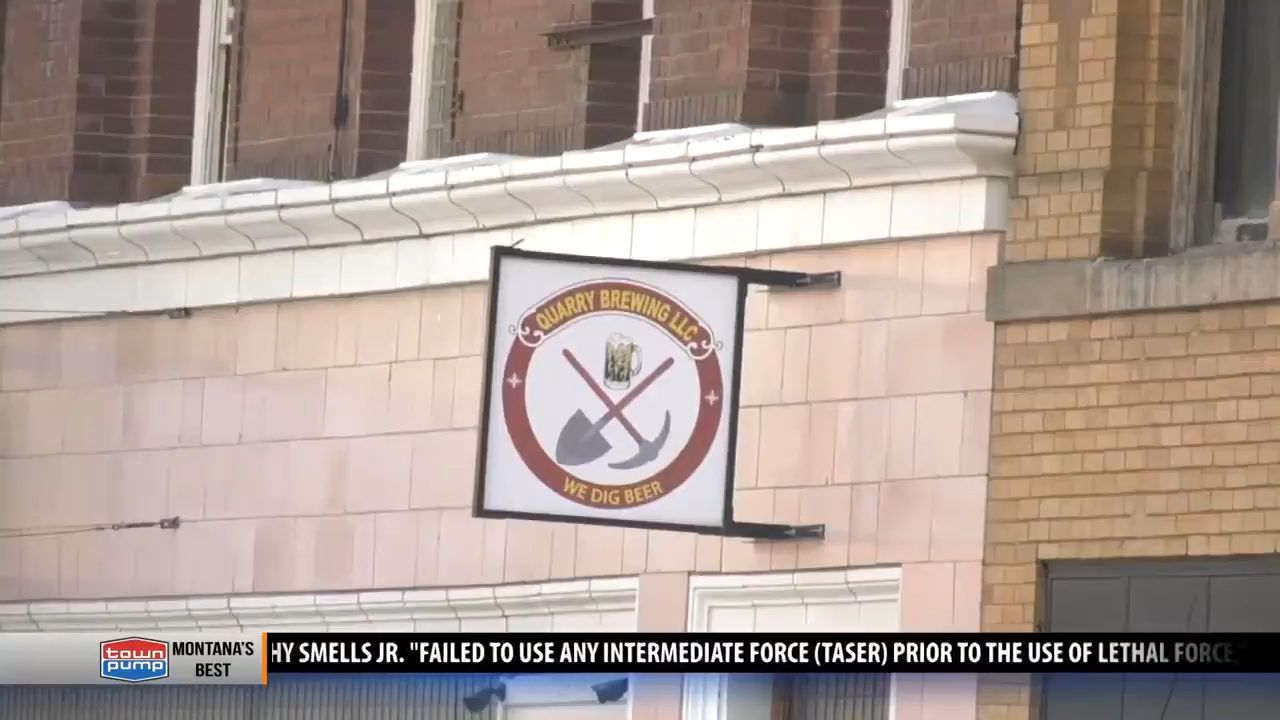 QUARRY BREWING LLC
WE DIG BEER
town
pump
MONTANA'S
BEST
HY SMELLS JR. "FAILED TO USE ANY INTERMEDIATE FORCE (TASER) PRIOR TO THE USE OF LETHAL FORCE,"